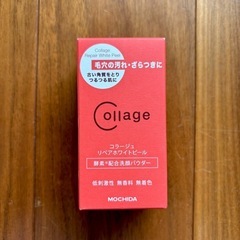 Collage
Repair White Peel
毛穴の汚れ・ざらつきに
古い角質をとり
つるつる肌に
Collage
コラージュ
リペアホワイトピール
酵素*配合洗顔パウダー
低刺激性 無香料 無着色
MOCHIDA